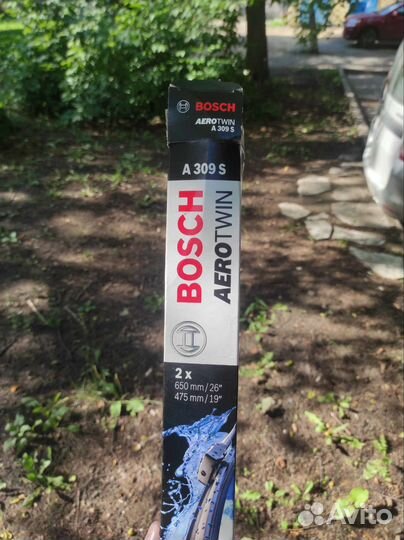 BOSCH
AEROTWIN
A 309 S
A 309 S
BOSCH
AEROTWIN
2 x
650 mm / 26"
475 mm / 19"
Avito